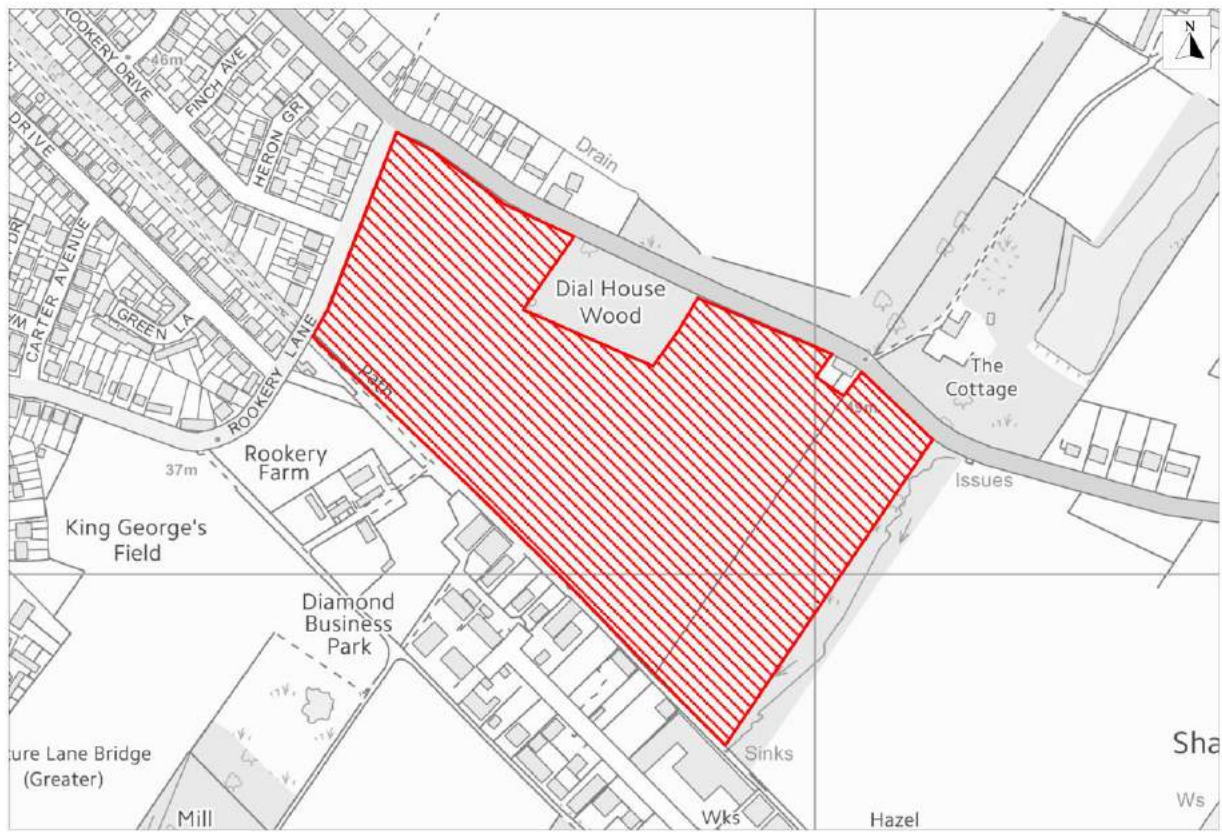 N
ROOKERY DRIVE
46m
FINCH AVE
HERON GR
DRIVE
Drain
CARTER AVENUE
GREEN LA
ROOKERY LANE
Path
Dial House
Wood
The
Cottage
49m
Issues
37m
Rookery
Farm
King George's
Field
Diamond
Business
Park
Sinks
ure Lane Bridge
(Greater)
Mill
Wks
Hazel
Sha
Ws